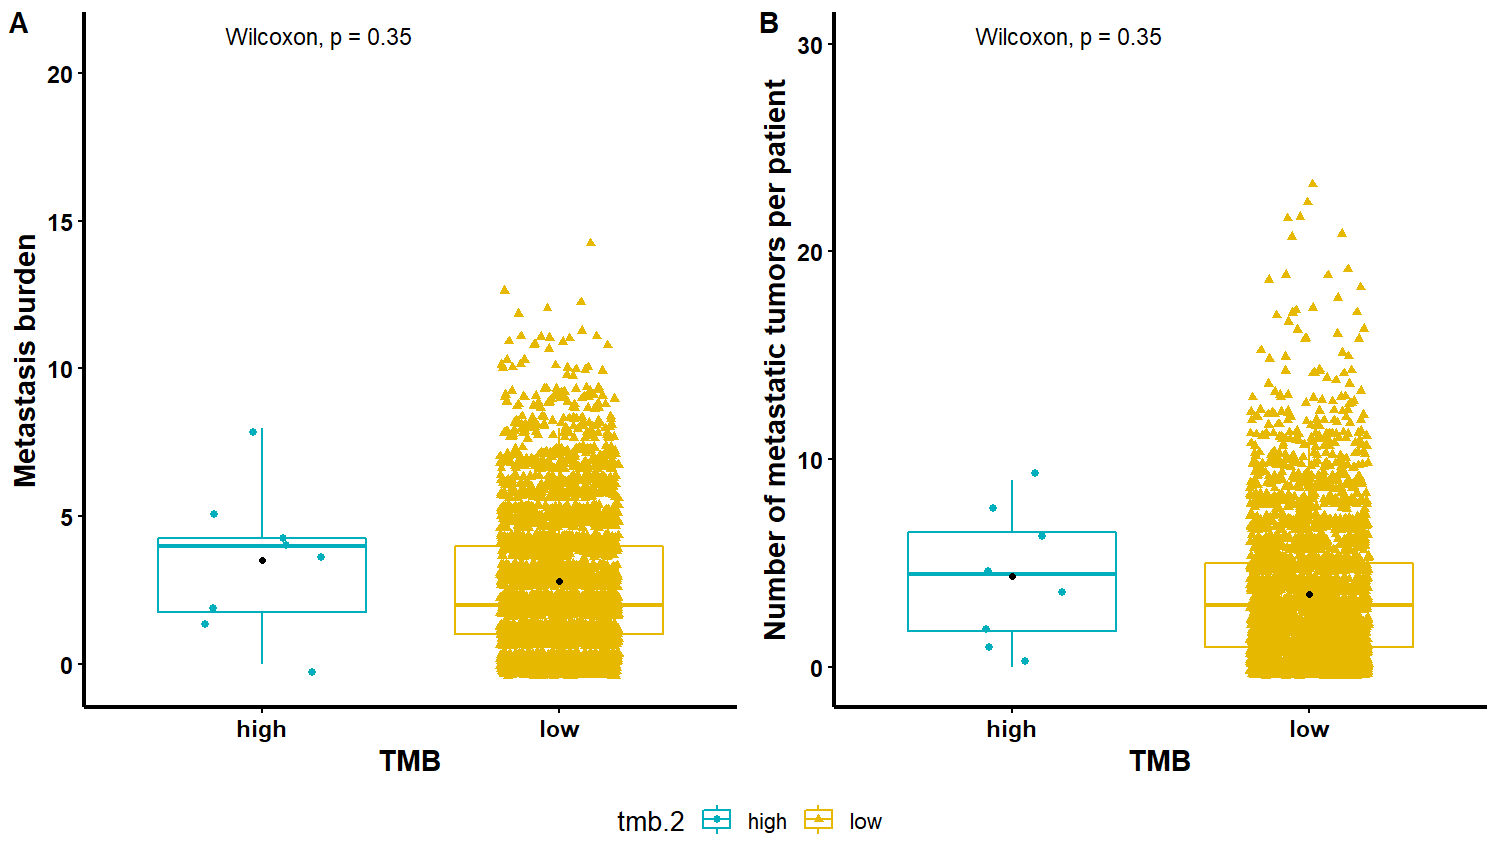 A
Wilcoxon, p = 0.35
Metastasis burden
20
15
10
5
0
high
low
TMB
B
Wilcoxon, p = 0.35
Number of metastatic tumors per patient
30
20
10
0
high
low
TMB
tmb.2 high low